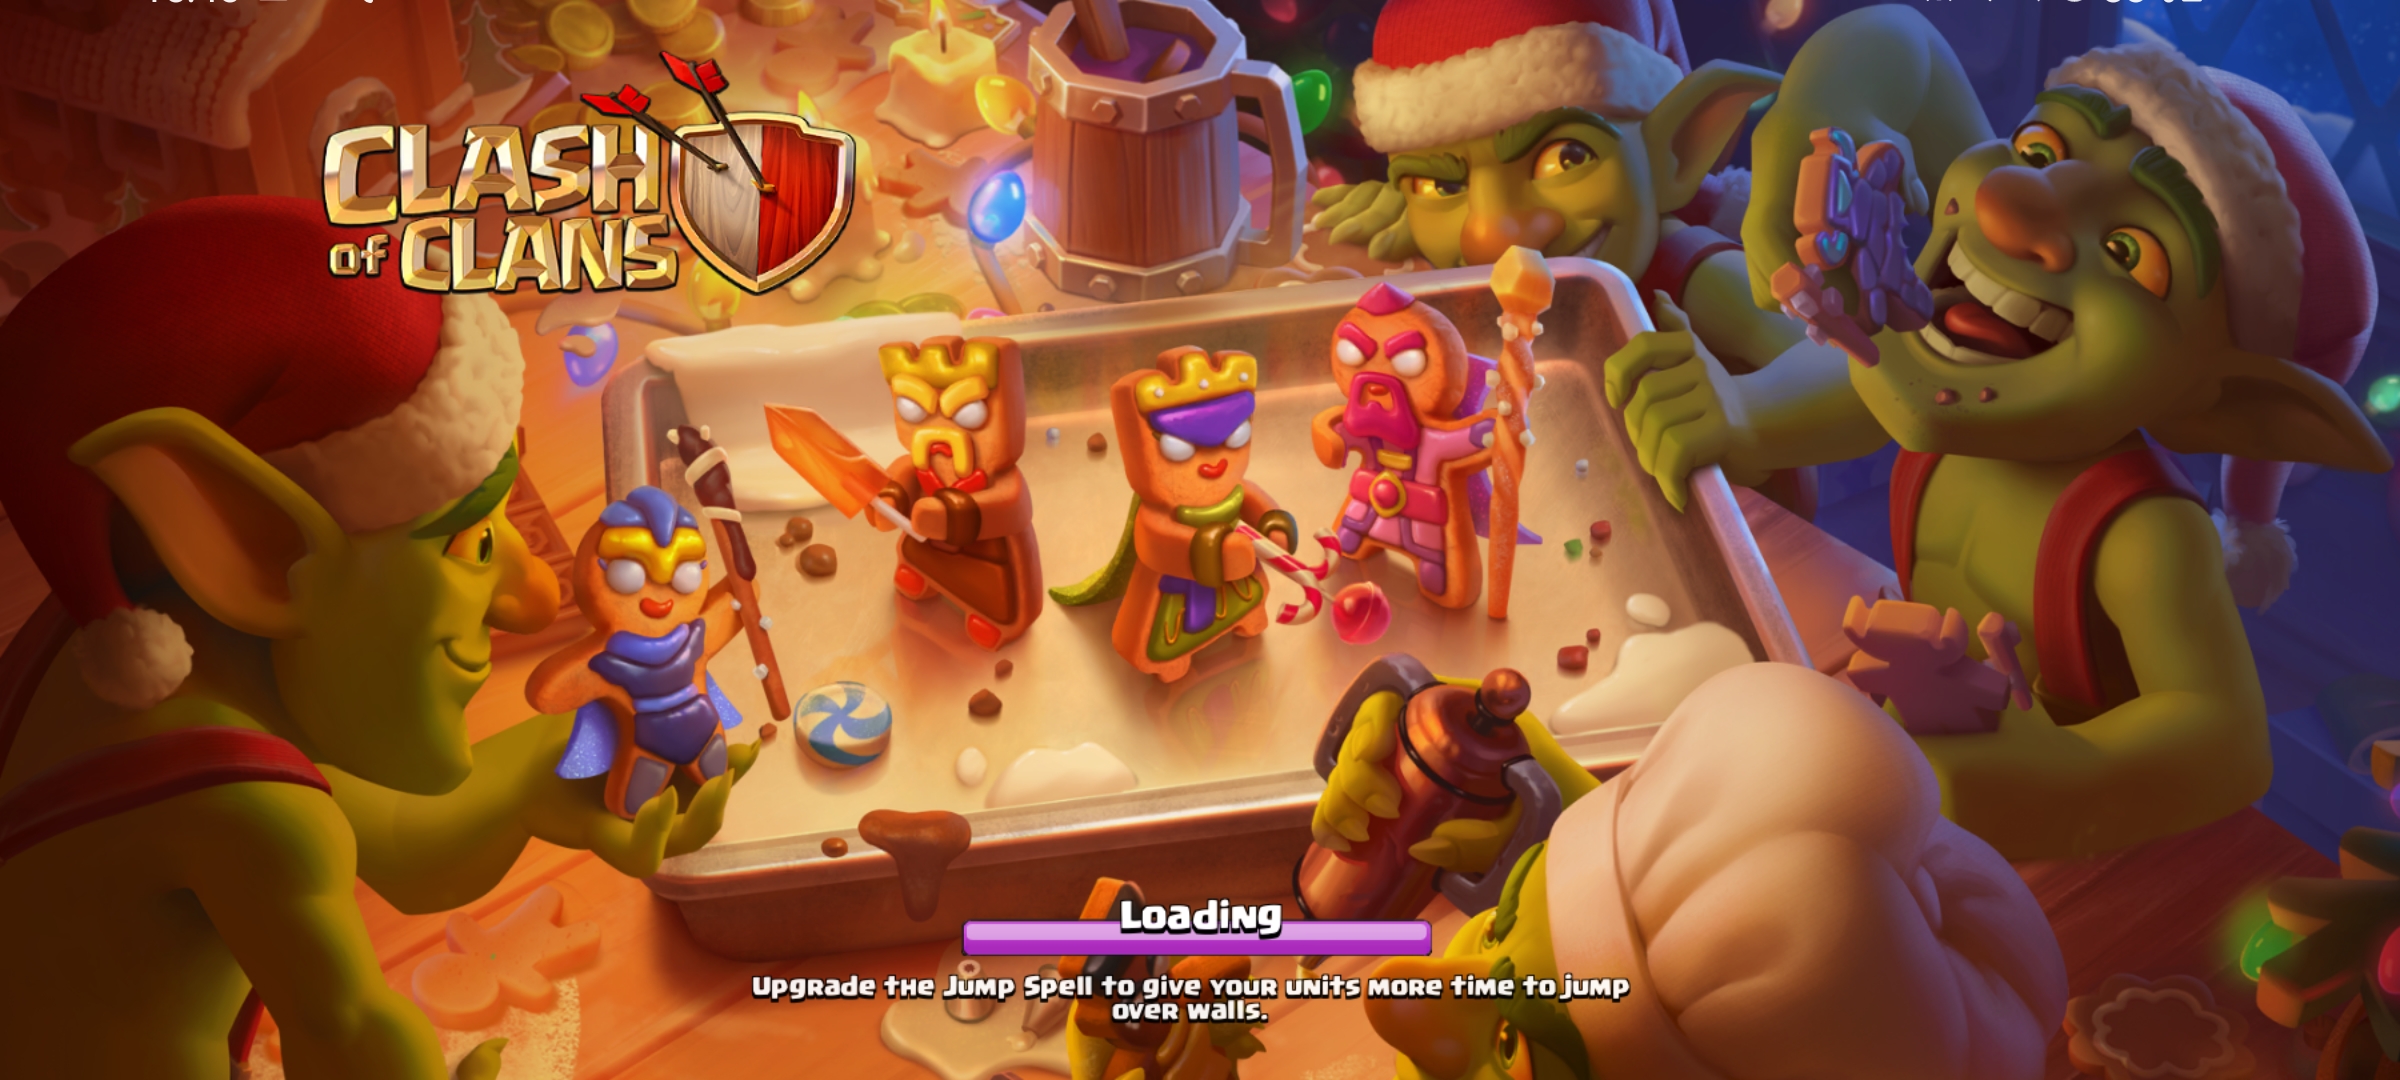 CLASH
OF CLANS
Loading
Upgrade the Jump Spell to give your units more time to jump
over walls.